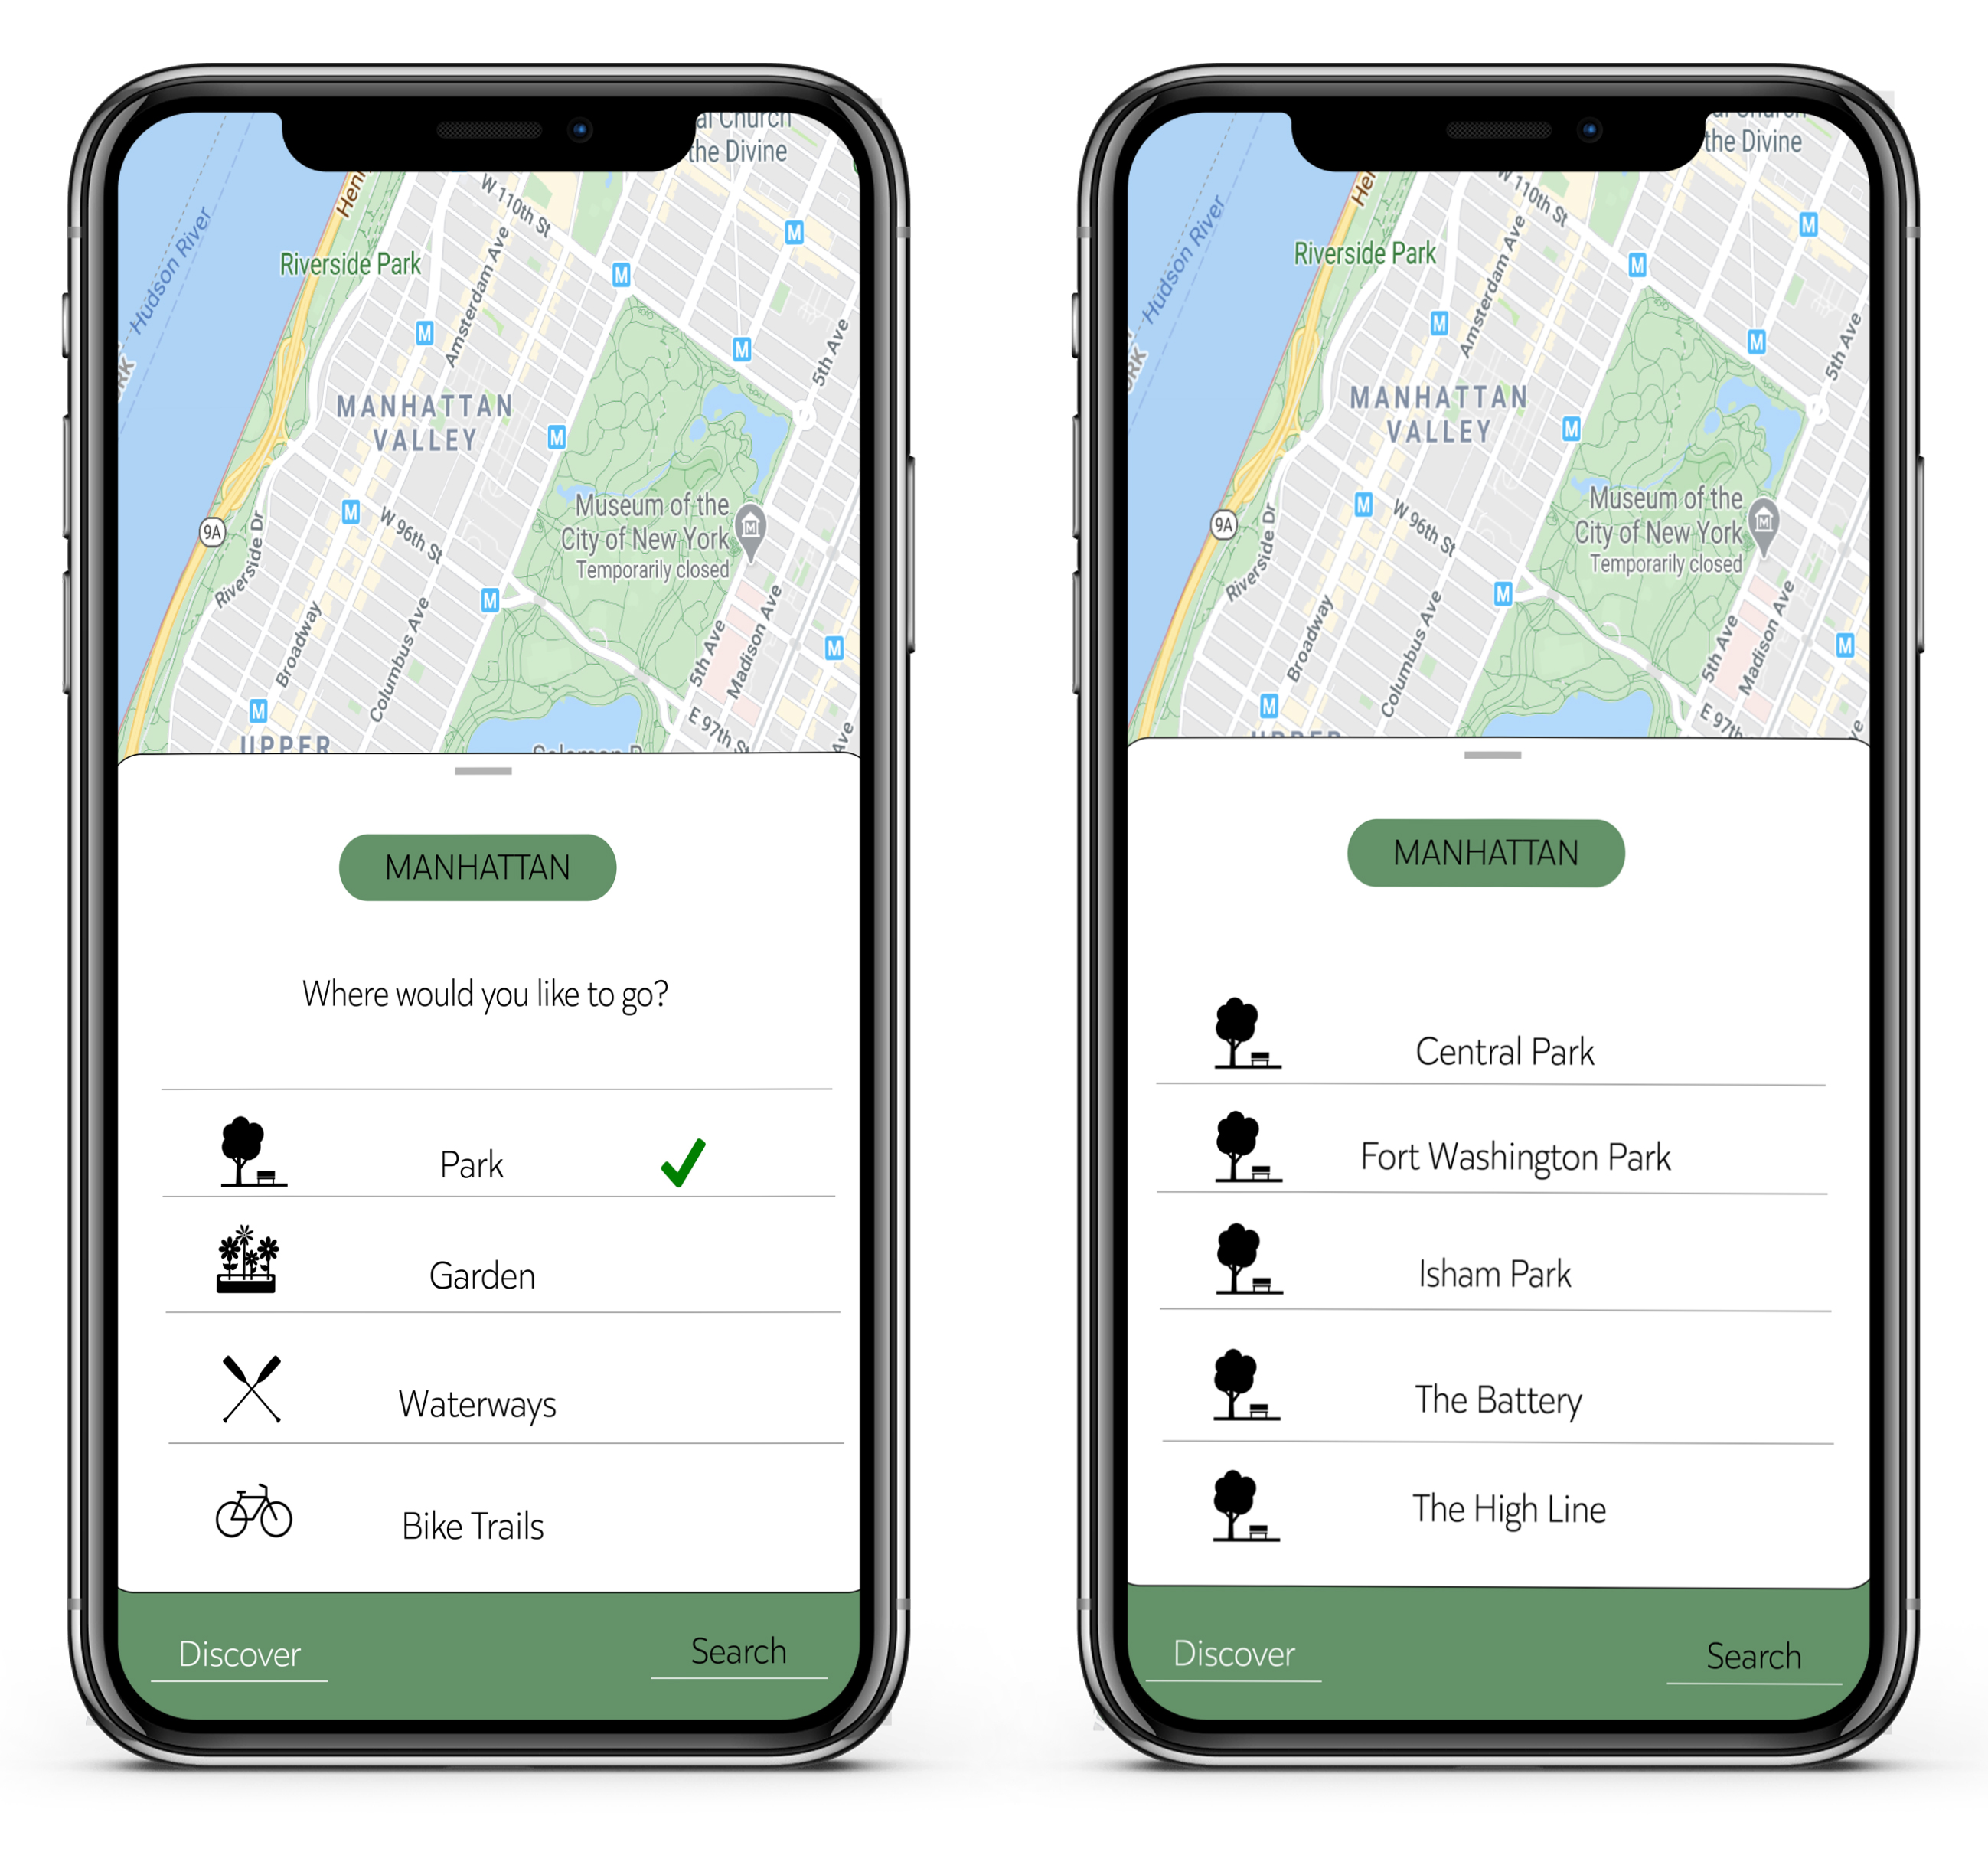 the Divine
W 110th St
Hudson River
Riverside Park
M
M
Amsterdam Ave
M
M
5th Ave
MANHATTAN
VALLEY
M
Museum of the
City of New York
Temporarily closed
M
M
9A
W 96th St
Riverside Dr
M
Broadway
Columbus Ave
5th Ave
Madison Ave
M
M
E 97th St
UPPER
MANHATTAN
Where would you like to go?
Park
Garden
Waterways
Bike Trails
Discover
Search
the Divine
W 110th St
Hudson River
Riverside Park
M
M
Amsterdam Ave
M
M
5th Ave
MANHATTAN
VALLEY
M
Museum of the
City of New York
Temporarily closed
M
M
9A
W 96th St
Riverside Dr
M
Broadway
Columbus Ave
5th Ave
Madison Ave
M
M
E 97th
MANHATTAN
Central Park
Fort Washington Park
Isham Park
The Battery
The High Line
Discover
Search